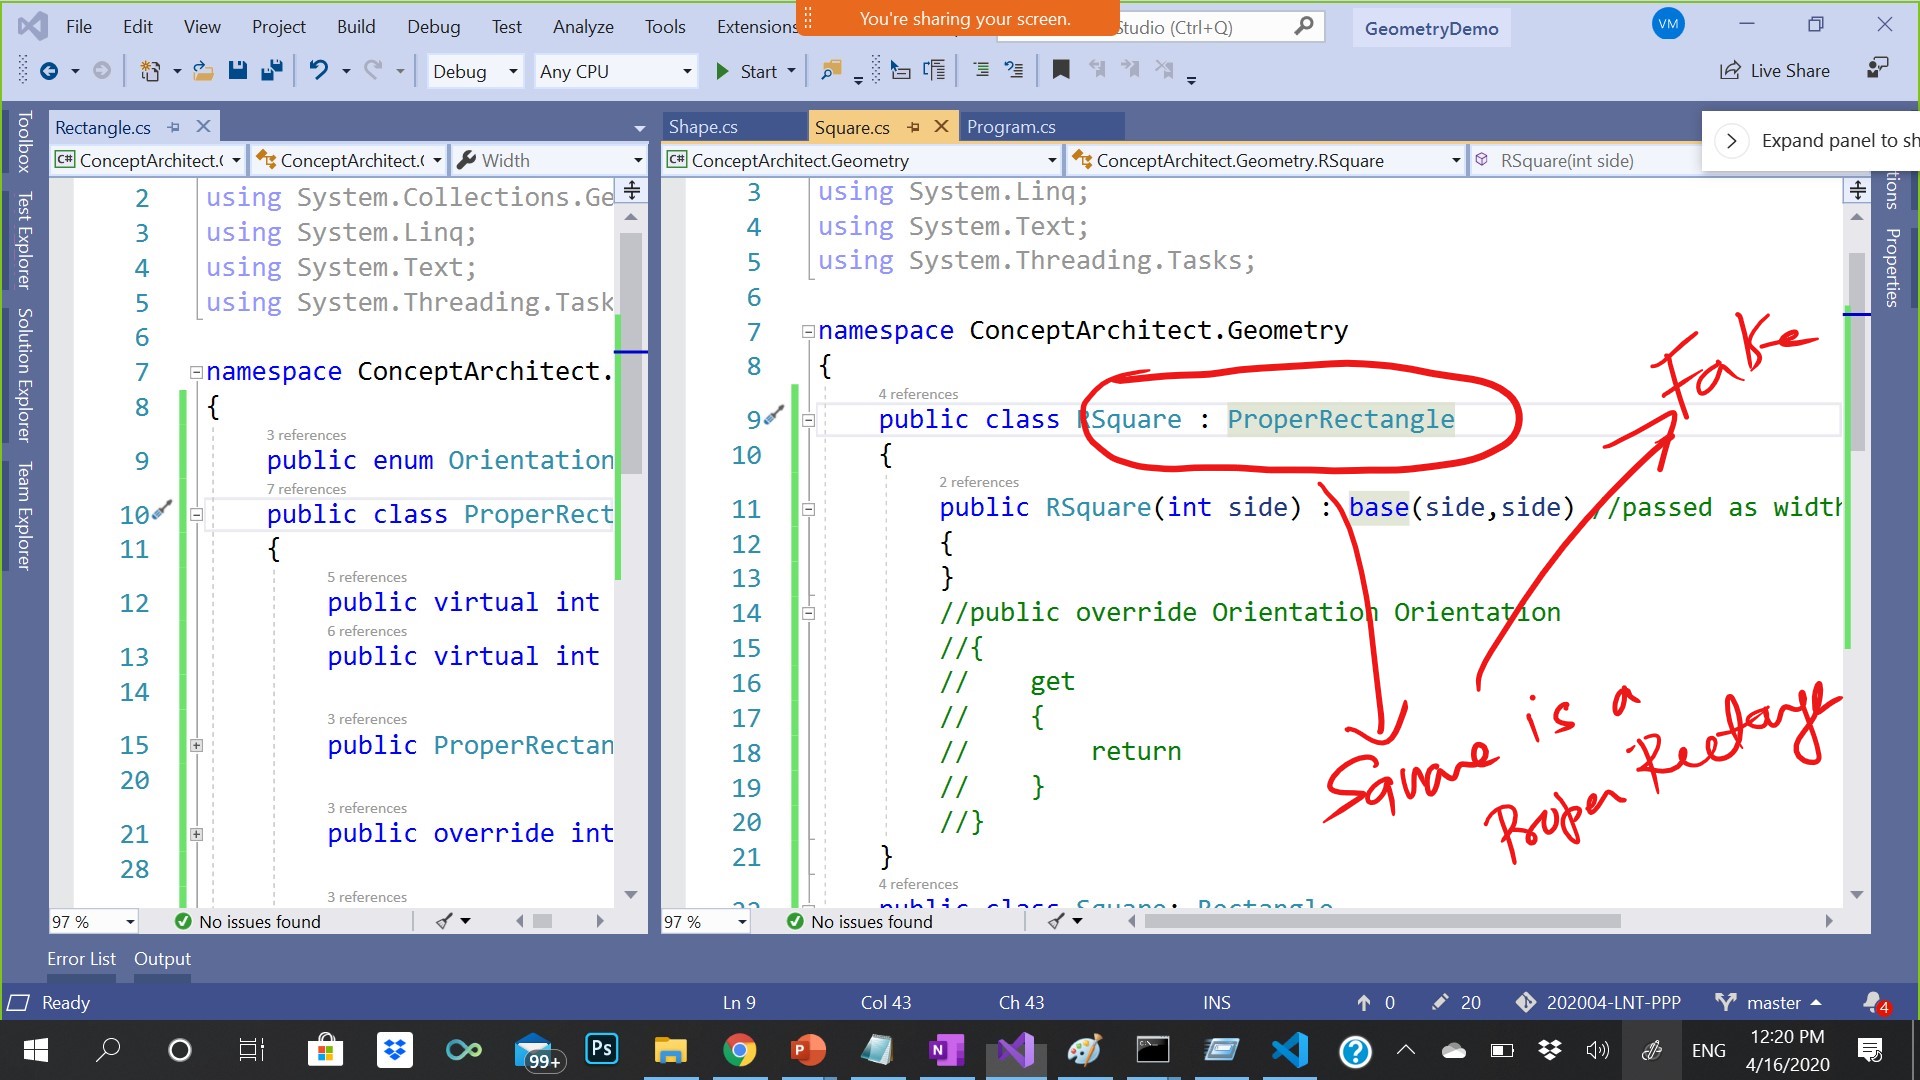 File Edit View Project Build Debug Test Analyze Tools Extensions
You're sharing your screen.
Studio (Ctrl+Q)
GeometryDemo
VM
Debug
Any CPU
Start
Live Share
Toolbox
Test Explorer
Solution Explorer
Team Explorer
Rectangle.cs
ConceptArchitect.(
ConceptArchitect.(
Width
2 using System.Collections.Ge
3 using System.Linq;
4 using System.Text;
5 using System.Threading.Task
6
7 namespace ConceptArchitect.
8 {
3 references
9 public enum Orientation
7 references
10 public class ProperRect
11 {
5 references
12 public virtual int
6 references
13 public virtual int
14
3 references
15 public ProperRectan
20
3 references
21 public override int
28
3 references
97 %
No issues found
Shape.cs
Square.cs
Program.cs
Expand panel to sh
ConceptArchitect.Geometry
ConceptArchitect.Geometry.RSquare
RSquare(int side)
tions
Properties
3 using System.Linq;
4 using System.Text;
5 using System.Threading.Tasks;
6
7 namespace ConceptArchitect.Geometry
8 {
4 references
9 public class RSquare : ProperRectangle
10 {
2 references
11 public RSquare(int side) : base(side,side) //passed as width
12 {
13 }
14 //public override Orientation Orientation
15 //{
16 // get
17 // {
18 // return
19 // }
20 //}
21 }
4 references
22 public class Square: Rectangle
Fake
Square is a
Proper Rectange
97 %
No issues found
Error List Output
Ready
Ln 9
Col 43
Ch 43
INS
0
20
202004-LNT-PPP
master
4
99+
Ps
ENG
12:20 PM
4/16/2020